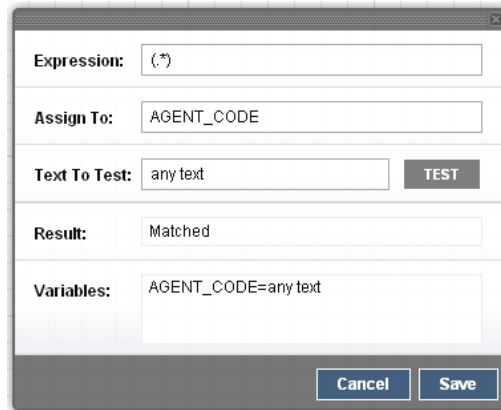 Expression: (.*)
Assign To: AGENT_CODE
Text To Test: any text TEST
Result: Matched
Variables: AGENT_CODE=any text
Cancel Save